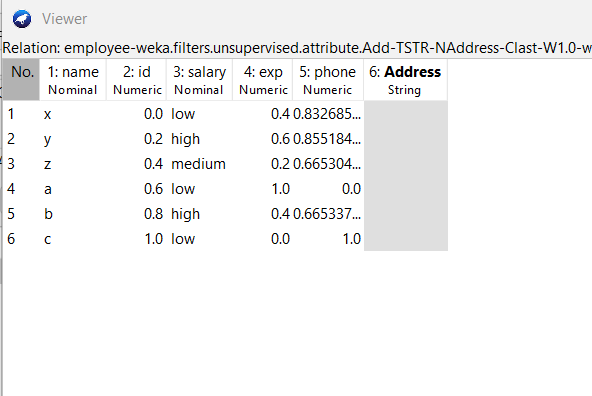 Viewer
Relation: employee-weka.filters.unsupervised.attribute.Add-TSTR-NAddress-Clast-W1.0-w
No. 1: name 2: id 3: salary 4: exp 5: phone 6: Address
Nominal Numeric Nominal Numeric Numeric String
1 x 0.0 low 0.4 0.832685...
2 y 0.2 high 0.6 0.855184...
3 z 0.4 medium 0.2 0.665304...
4 a 0.6 low 1.0 0.0
5 b 0.8 high 0.4 0.665337...
6 c 1.0 low 0.0 1.0